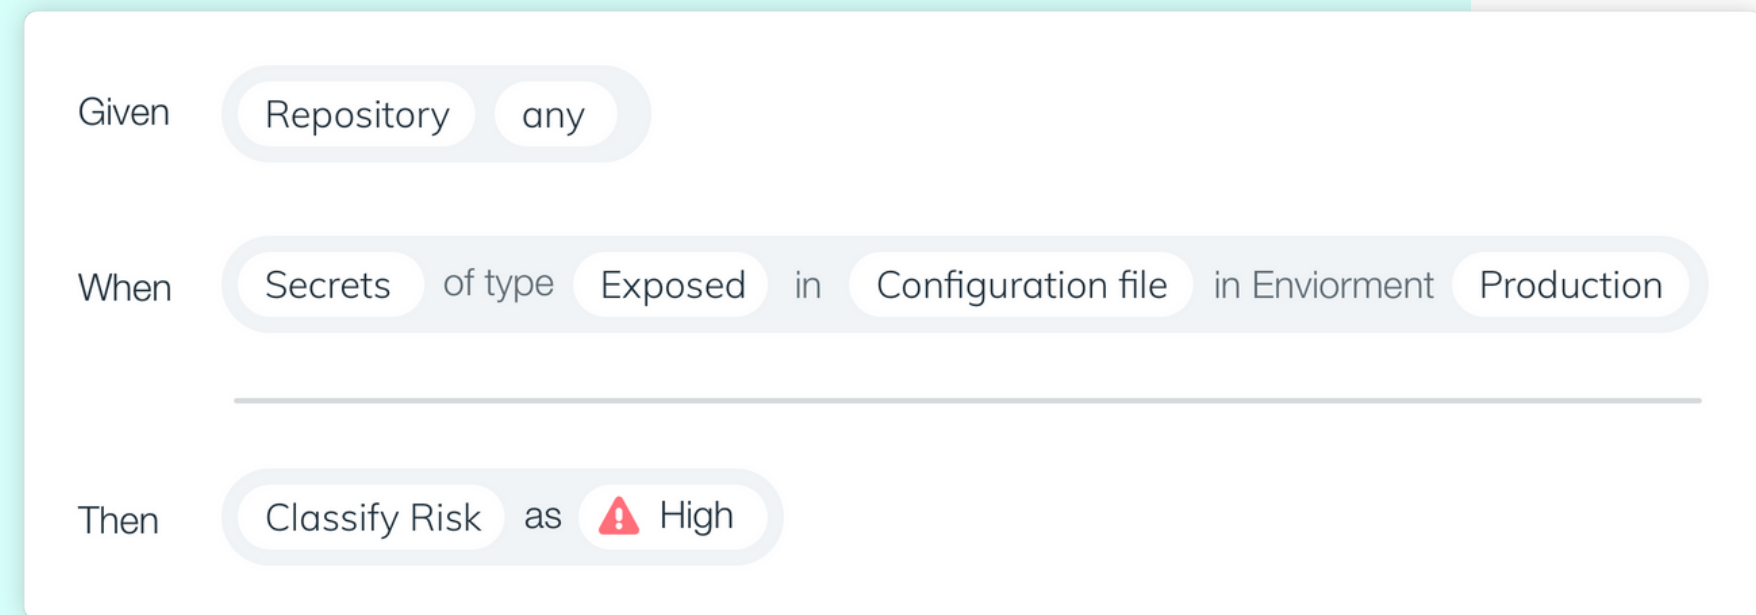 Given Repository any
When Secrets of type Exposed in Configuration file in Enviorment Production
Then Classify Risk as High